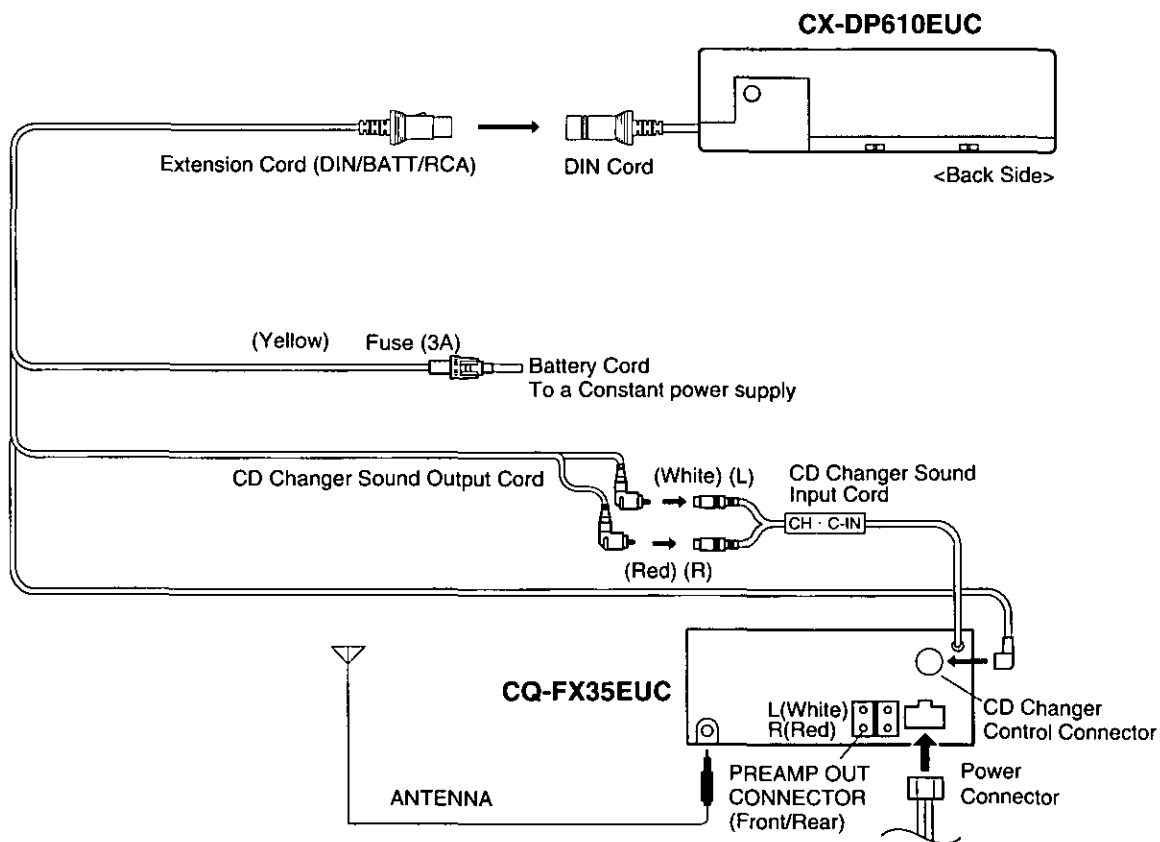 CX-DP610EUC
Extension Cord (DIN/BATT/RCA)
DIN Cord
<Back Side>
(Yellow)
Fuse (3A)
Battery Cord
To a Constant power supply
CD Changer Sound Output Cord
(White) (L)
CD Changer Sound
Input Cord
CH · C-IN
(Red) (R)
CQ-FX35EUC
L(White)
R(Red)
CD Changer
Control Connector
PREAMP OUT
CONNECTOR
(Front/Rear)
Power
Connector
ANTENNA